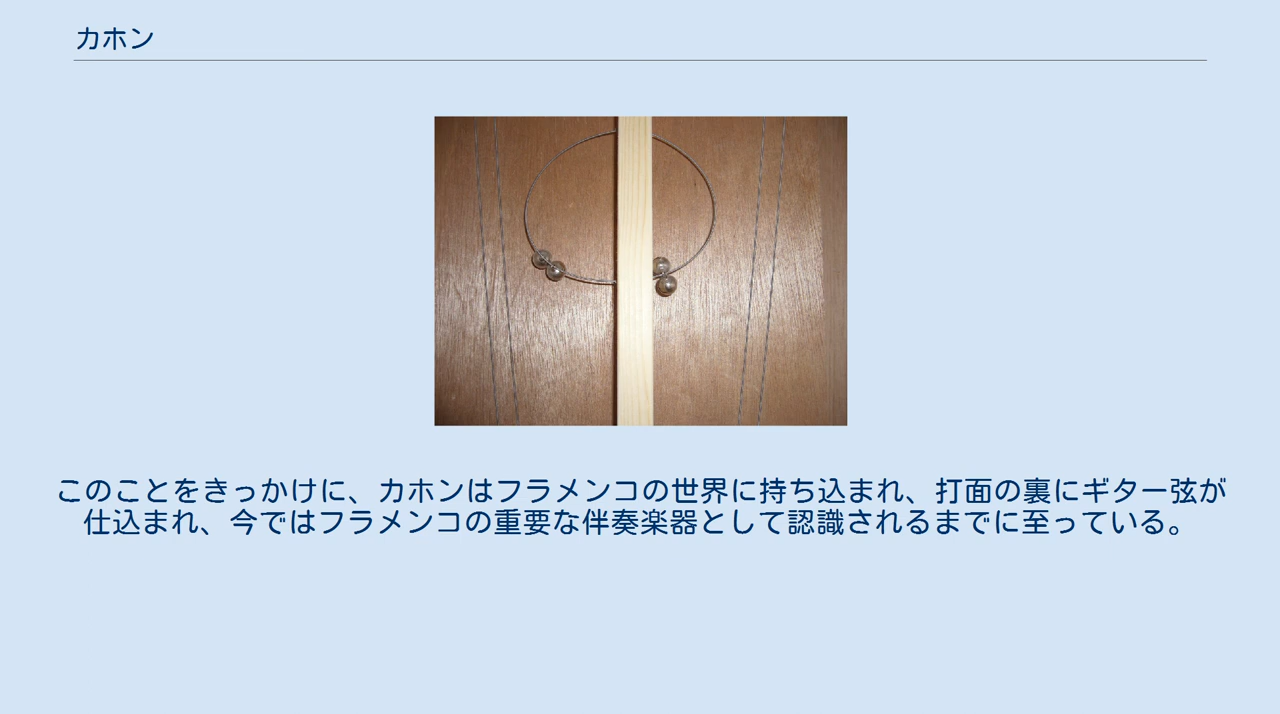 カホン
このことをきっかけに、カホンはフラメンコの世界に持ち込まれ、打面の裏にギター弦が
仕込まれ、今ではフラメンコの重要な伴奏楽器として認識されるまでに至っている。